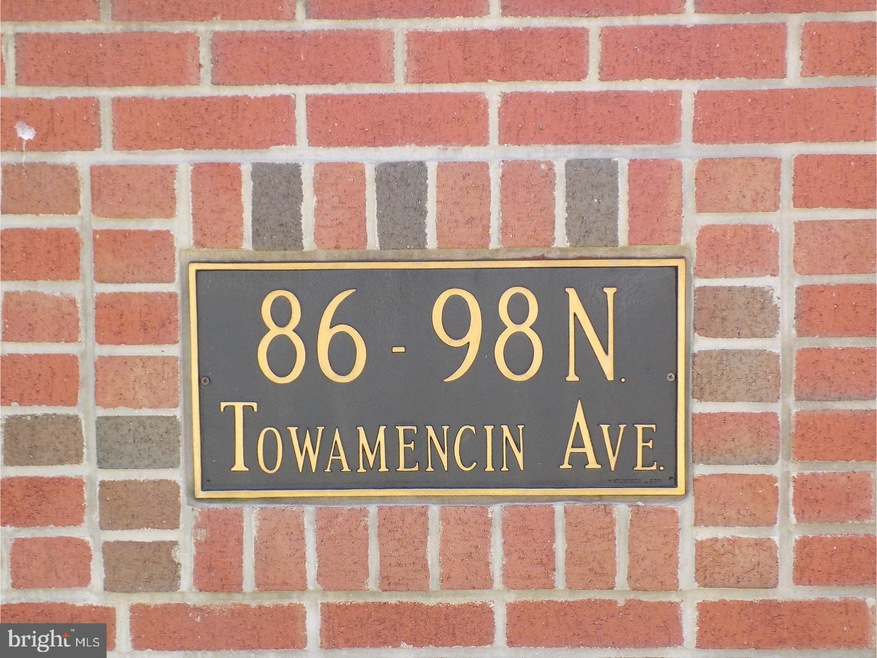 86 - 98 N.
TOWAMENCIN AVE.
bright MLS